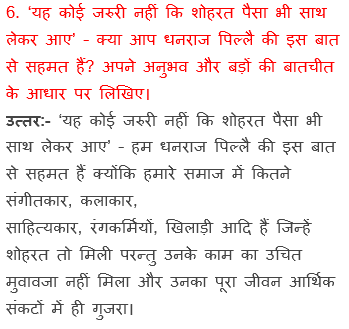 6. ‘यह कोई जरुरी नहीं कि शोहरत पैसा भी साथ
लेकर आए’ - क्या आप धनराज पिल्लै की इस बात
से सहमत हैं? अपने अनुभव और बड़ों की बातचीत
के आधार पर लिखिए।
उत्तर:- ‘यह कोई जरुरी नहीं कि शोहरत पैसा भी
साथ लेकर आए’ - हम धनराज पिल्लै की इस बात
से सहमत हैं क्योंकि हमारे समाज में कितने
संगीतकार, कलाकार,
साहित्यकार, रंगकर्मियों, खिलाड़ी आदि हैं जिन्हें
शोहरत तो मिली परन्तु उनके काम का उचित
मुवावजा नहीं मिला और उनका पूरा जीवन आर्थिक
संकटों में ही गुजरा।